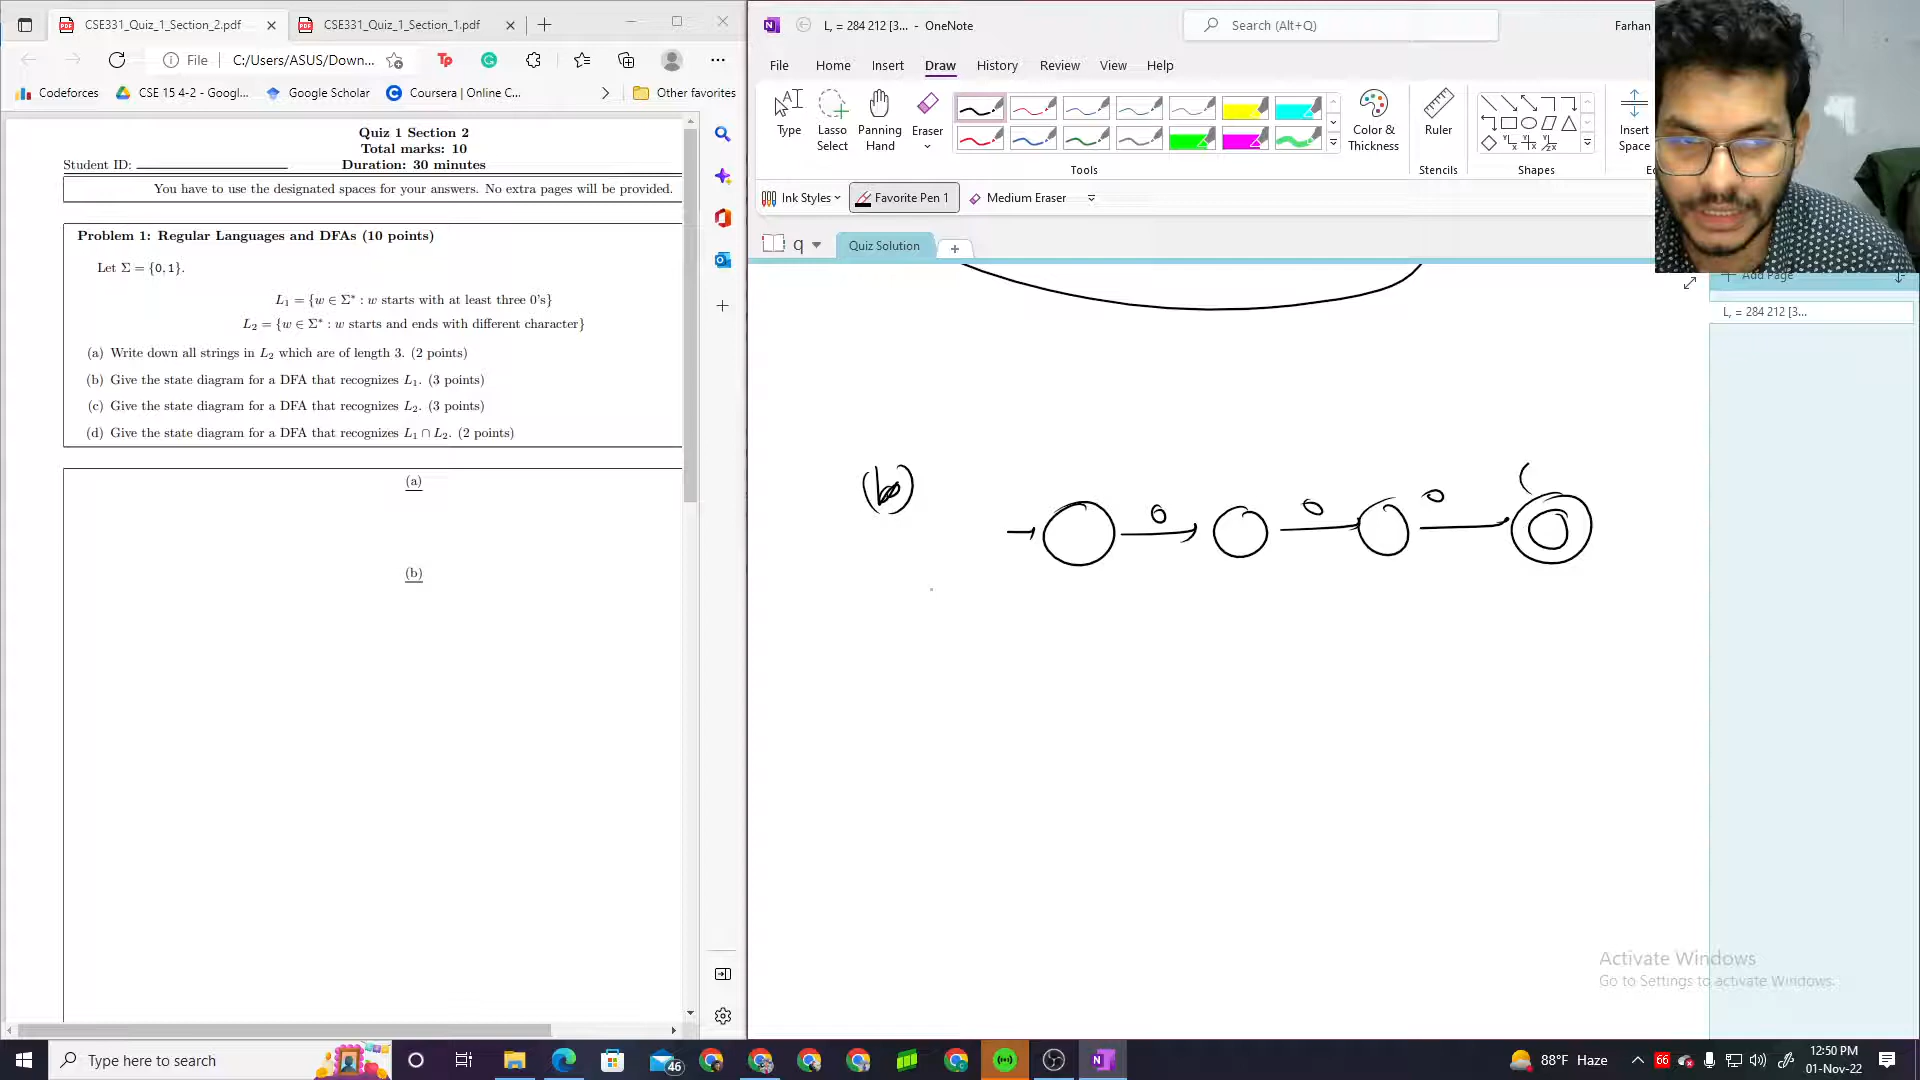 CSE331_Quiz_1_Section_2.pdf
CSE331_Quiz_1_Section_1.pdf
File
C:/Users/ASUS/Down...
Codeforces
CSE 15 4-2 - Googl...
Google Scholar
Coursera | Online C...
Other favorites
Quiz 1 Section 2
Total marks: 10
Student ID:
Duration: 30 minutes
You have to use the designated spaces for your answers. No extra pages will be provided.
Problem 1: Regular Languages and DFAs (10 points)
Let Σ = {0, 1}.
L₁ = {w ∈ Σ* : w starts with at least three 0's}
L₂ = {w ∈ Σ* : w starts and ends with different character}
(a) Write down all strings in L₂ which are of length 3. (2 points)
(b) Give the state diagram for a DFA that recognizes L₁. (3 points)
(c) Give the state diagram for a DFA that recognizes L₂. (3 points)
(d) Give the state diagram for a DFA that recognizes L₁ ∩ L₂. (2 points)
(a)
(b)
L, = 284 212 [3... - OneNote
Search (Alt+Q)
Farhan
File Home Insert Draw History Review View Help
Type
Lasso Select
Panning Hand
Eraser
Color & Thickness
Ruler
Insert Space
Tools
Stencils
Shapes
Ink Styles
Favorite Pen 1
Medium Eraser
q
Quiz Solution
Add Page
L, = 284 212 [3...
(b)
0 0 0
Activate Windows
Go to Settings to activate Windows.
Type here to search
46
88°F Haze
66
12:50 PM
01-Nov-22